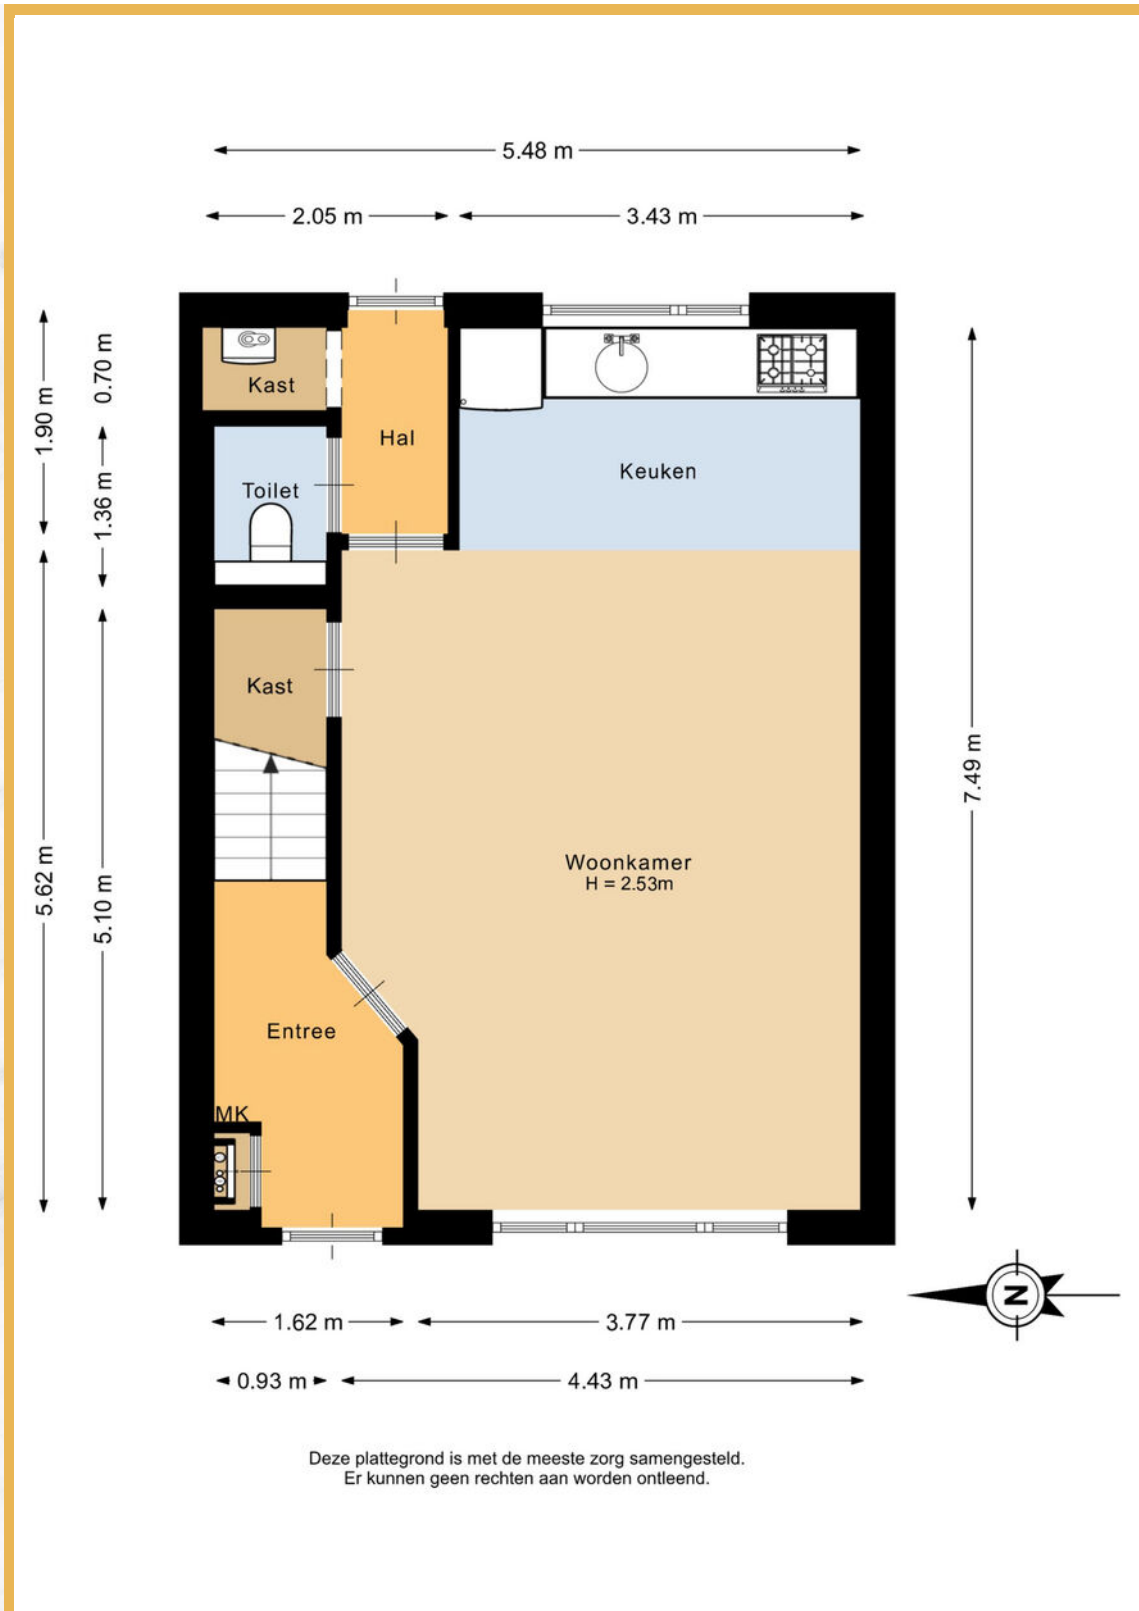 5.48 m
2.05 m
3.43 m
0.70 m
1.90 m
1.36 m
5.62 m
5.10 m
7.49 m
Kast
Hal
Toilet
Keuken
Kast
Woonkamer
H = 2.53m
Entree
MK
N
1.62 m
3.77 m
0.93 m
4.43 m
Deze plattegrond is met de meeste zorg samengesteld.
Er kunnen geen rechten aan worden ontleend.